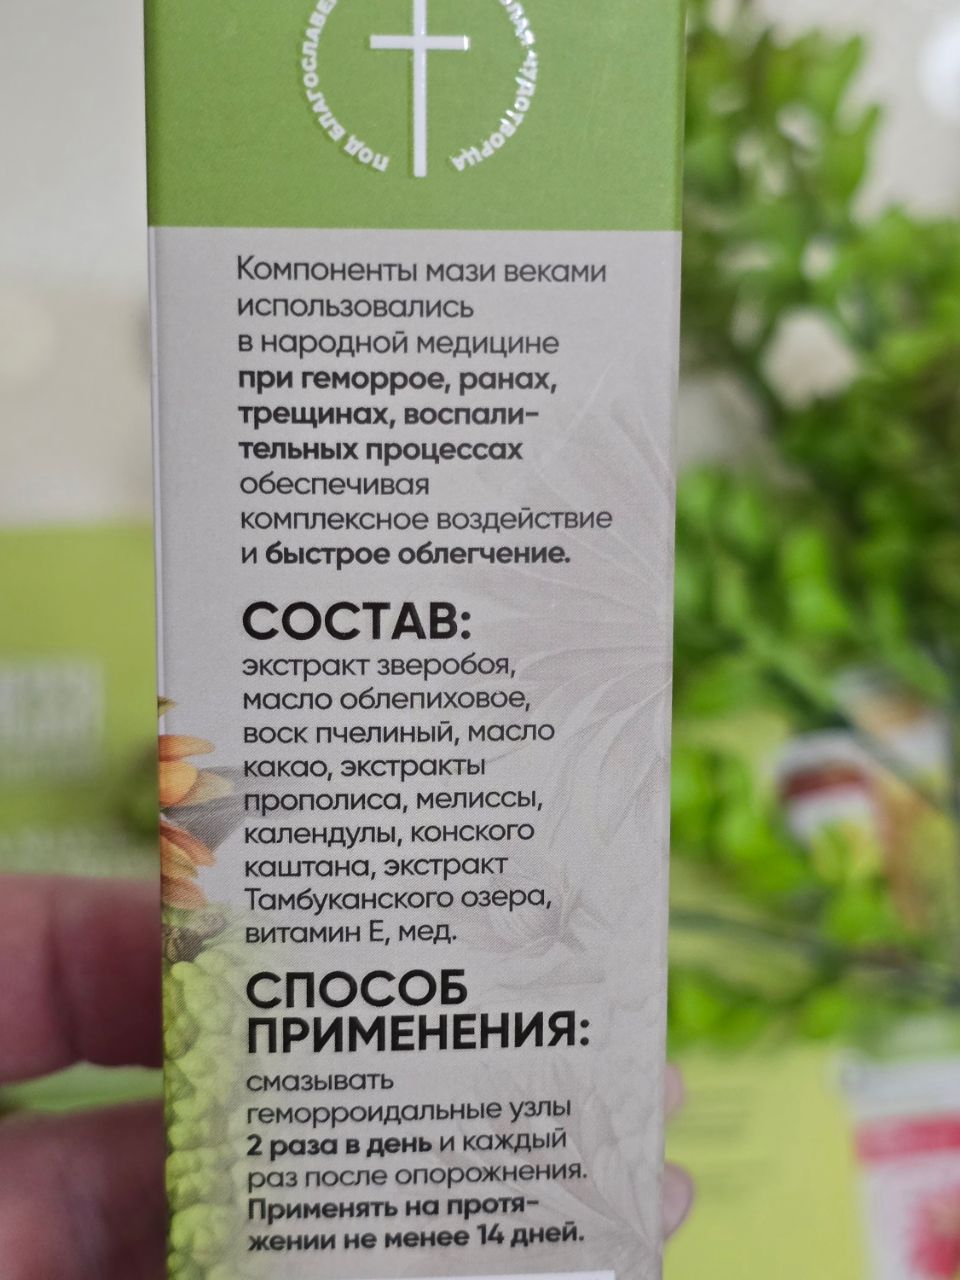 ПОД БЛАГОСЛАВЕ
ЧУДОТВОРЦА
Компоненты мази веками
использовались
в народной медицине
при геморрое, ранах,
трещинах, воспали-
тельных процессах
обеспечивая
комплексное воздействие
и быстрое облегчение.
СОСТАВ:
экстракт зверобоя,
масло облепиховое,
воск пчелиный, масло
какао, экстракты
прополиса, мелиссы,
календулы, конского
каштана, экстракт
Тамбуканского озера,
витамин Е, мед.
СПОСОБ
ПРИМЕНЕНИЯ:
смазывать
геморроидальные узлы
2 раза в день и каждый
раз после опорожнения.
Применять на протя-
жении не менее 14 дней.